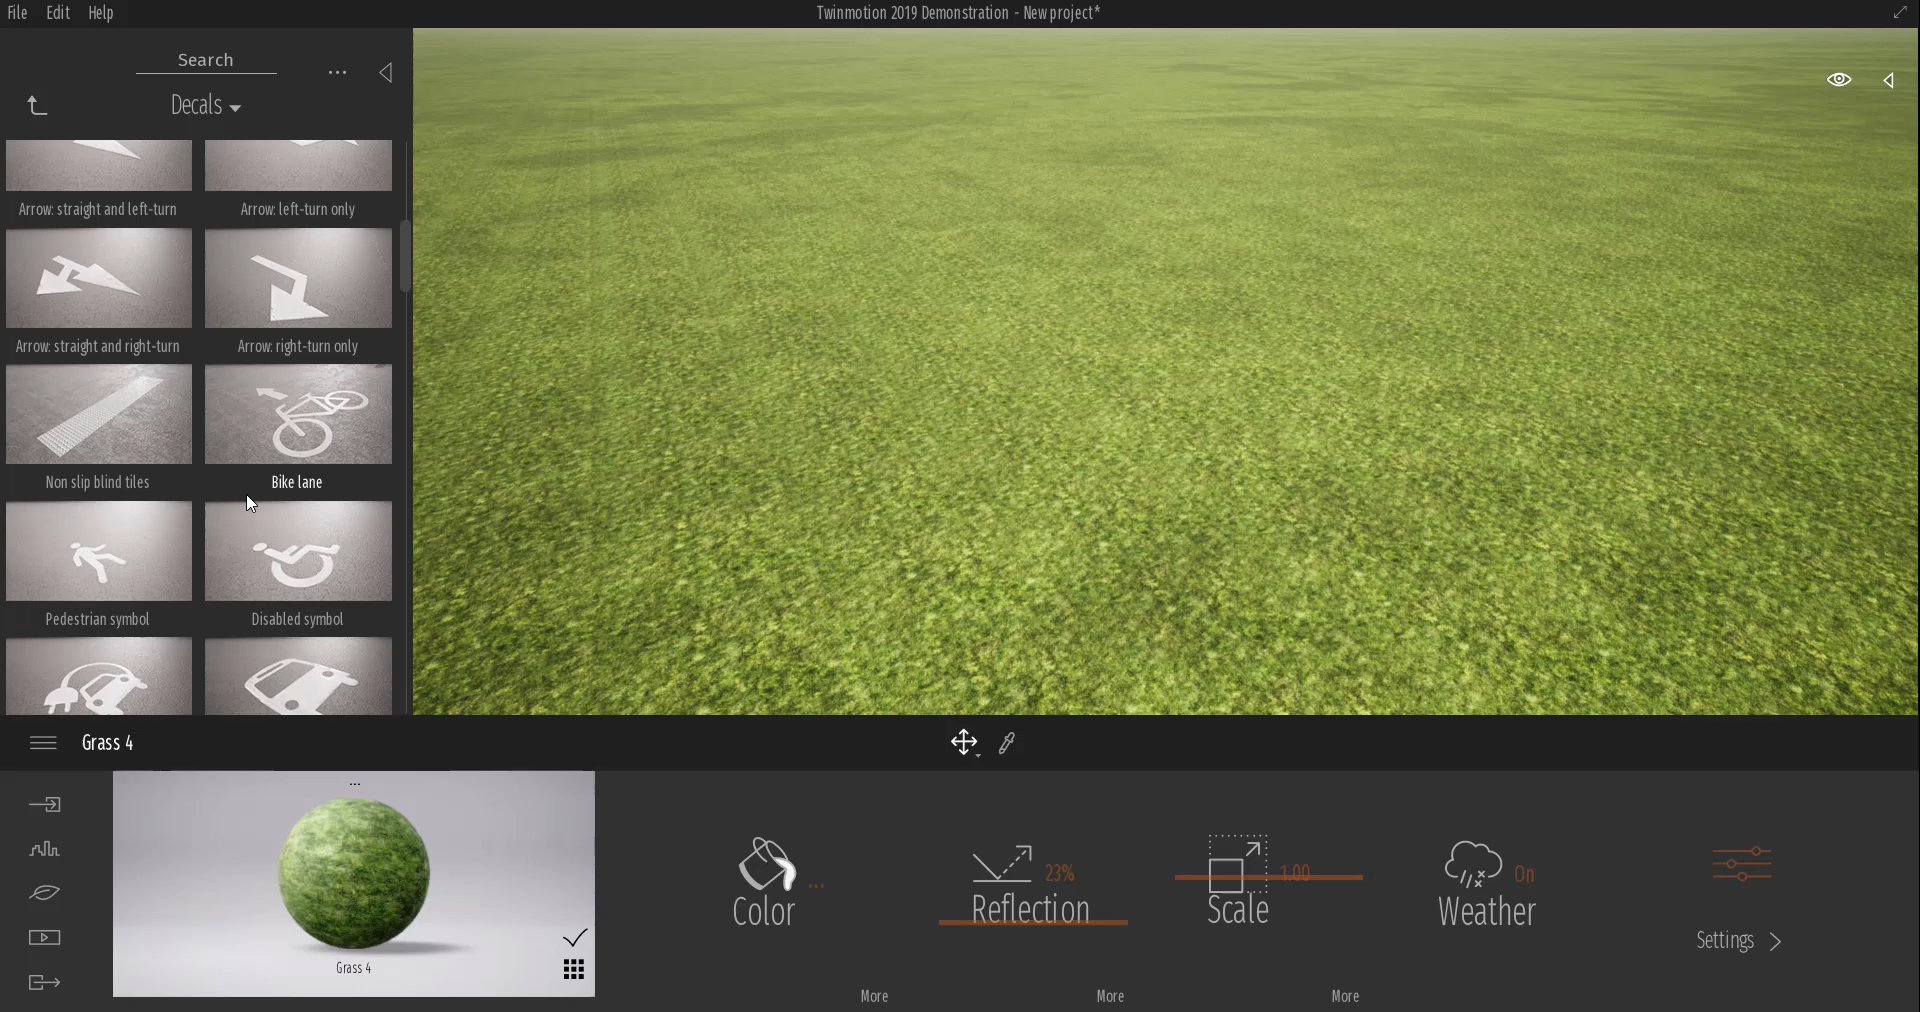 File Edit Help
Twinmotion 2019 Demonstration - New project*
Search
...
Decals
Arrow: straight and left-turn
Arrow: left-turn only
Arrow: straight and right-turn
Arrow: right-turn only
Non slip blind tiles
Bike lane
Pedestrian symbol
Disabled symbol
Grass 4
...
Grass 4
Color ...
Reflection 23%
Scale 1.00
Weather On
Settings
More
More
More